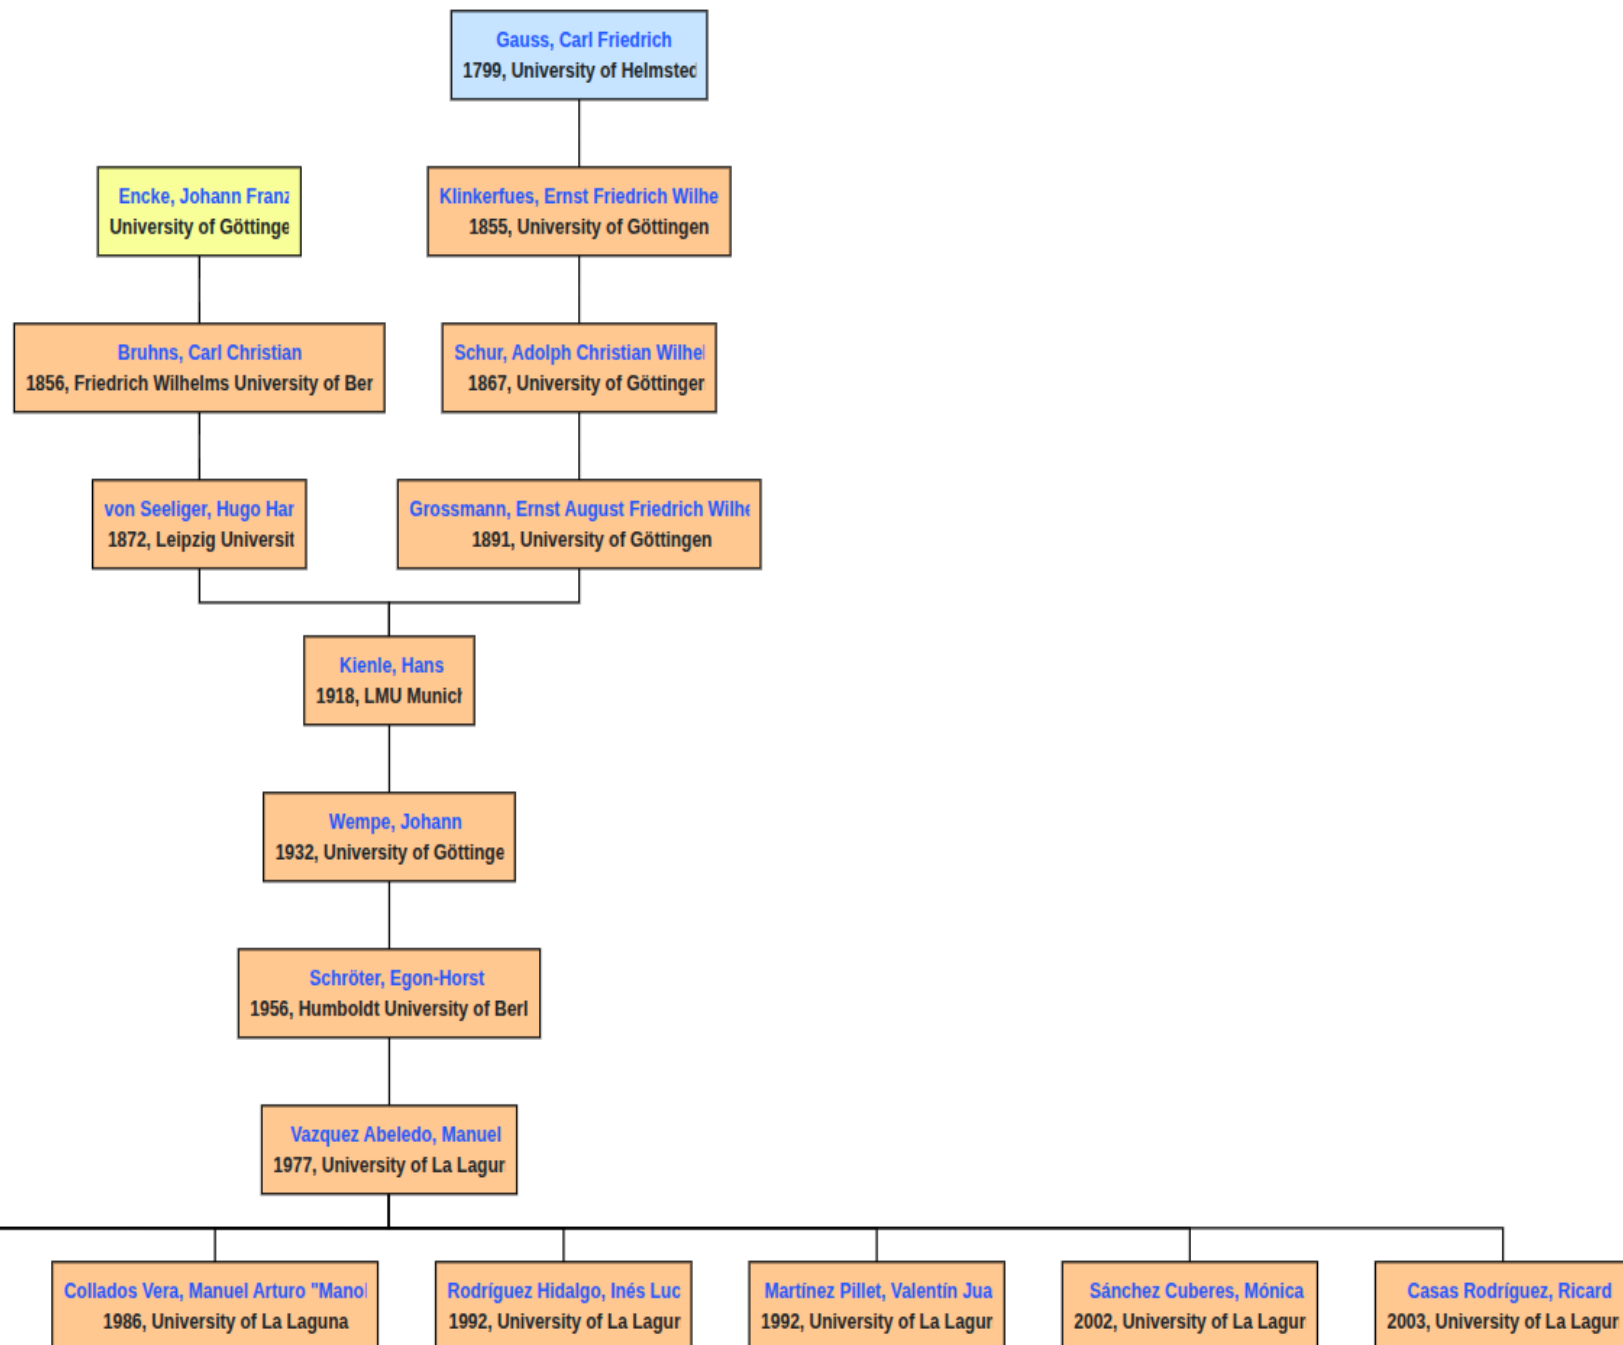 Gauss, Carl Friedrich
1799, University of Helmsted
Encke, Johann Franz
University of Göttinge
Klinkerfues, Ernst Friedrich Wilhe
1855, University of Göttingen
Bruhns, Carl Christian
1856, Friedrich Wilhelms University of Ber
Schur, Adolph Christian Wilhel
1867, University of Göttingen
von Seeliger, Hugo Har
1872, Leipzig Universit
Grossmann, Ernst August Friedrich Wilhe
1891, University of Göttingen
Kienle, Hans
1918, LMU Munich
Wempe, Johann
1932, University of Göttinge
Schröter, Egon-Horst
1956, Humboldt University of Berl
Vazquez Abeledo, Manuel
1977, University of La Lagun
Collados Vera, Manuel Arturo "Manol
1986, University of La Laguna
Rodríguez Hidalgo, Inés Luc
1992, University of La Lagun
Martínez Pillet, Valentín Jua
1992, University of La Lagun
Sánchez Cuberes, Mónica
2002, University of La Lagun
Casas Rodríguez, Ricard
2003, University of La Lagun